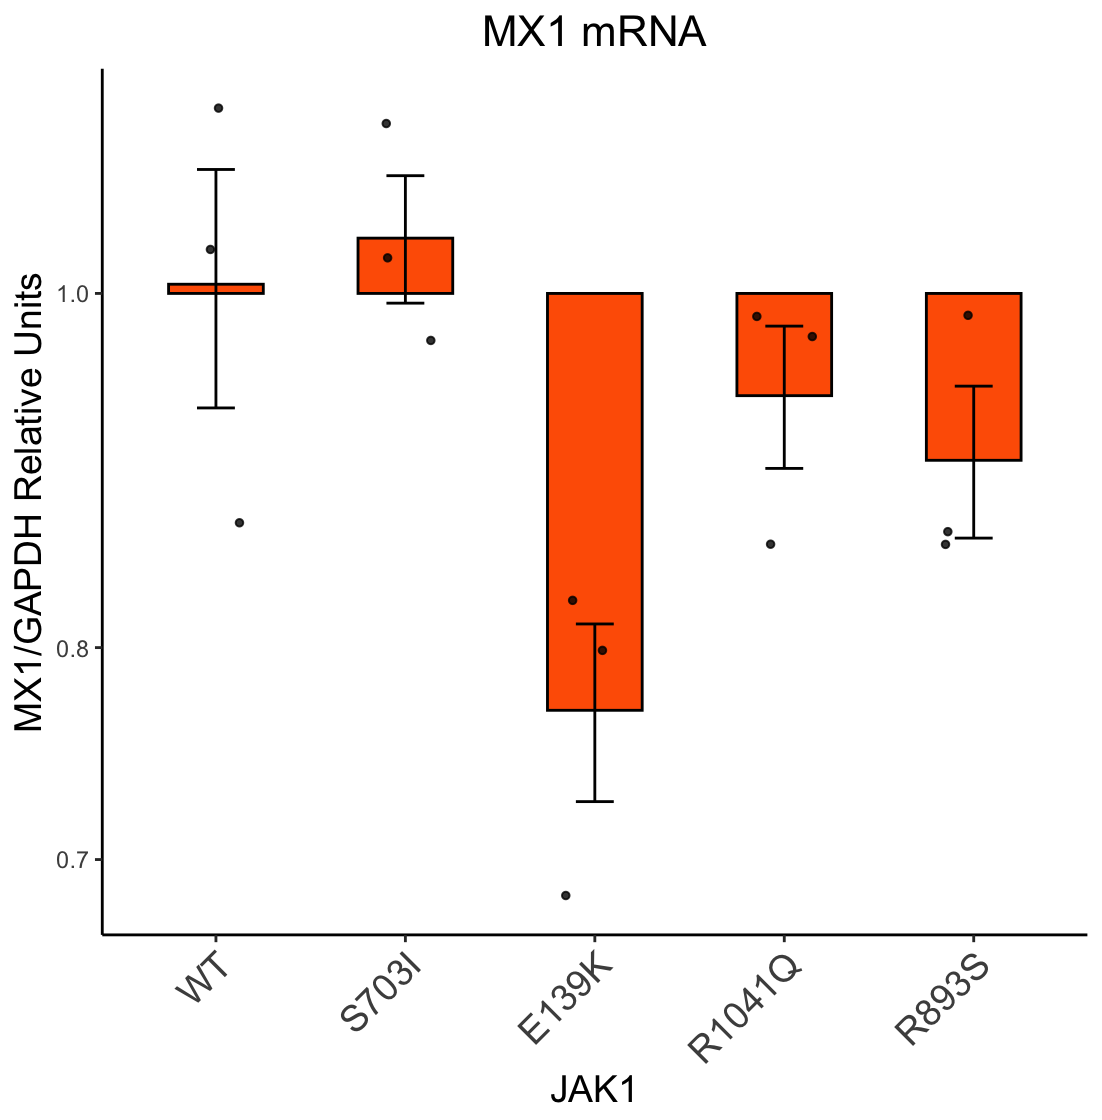 MX1 mRNA
MX1/GAPDH Relative Units
1.0
0.8
0.7
WT
S703I
E139K
R1041Q
R893S
JAK1